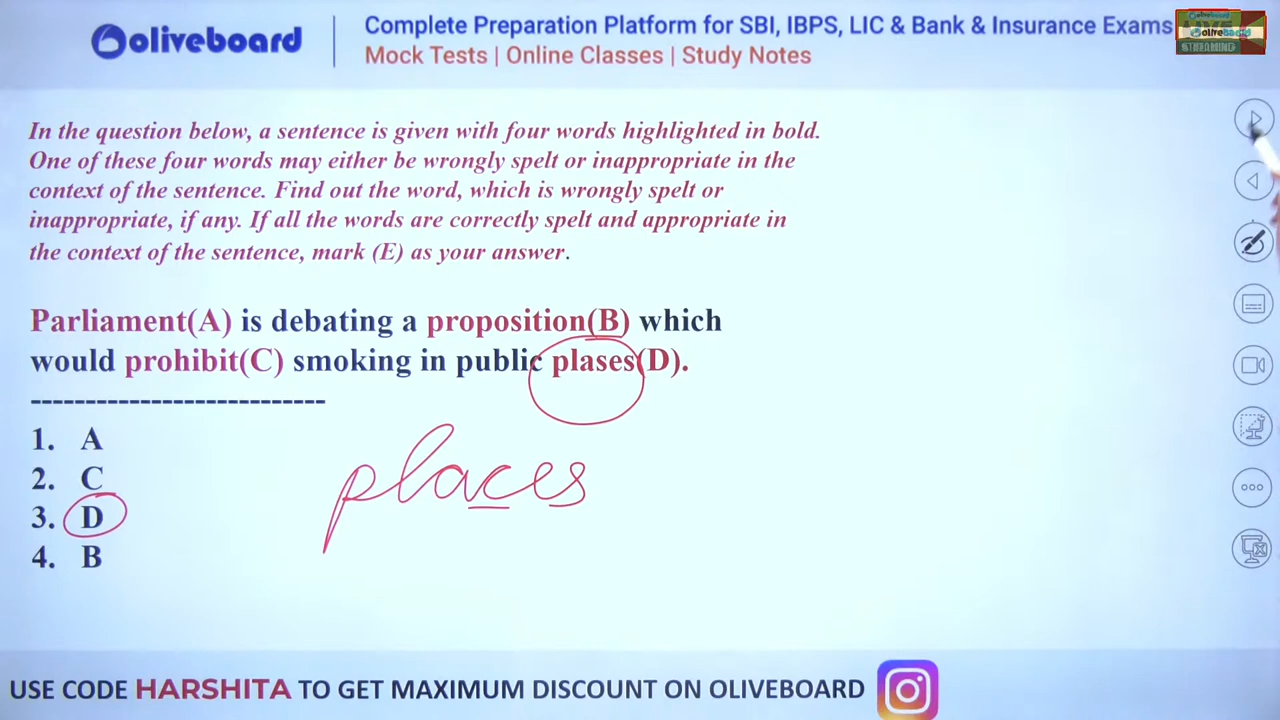 oliveboard
Complete Preparation Platform for SBI, IBPS, LIC & Bank & Insurance Exams
Mock Tests | Online Classes | Study Notes
oliveboard
STREAMING
In the question below, a sentence is given with four words highlighted in bold.
One of these four words may either be wrongly spelt or inappropriate in the
context of the sentence. Find out the word, which is wrongly spelt or
inappropriate, if any. If all the words are correctly spelt and appropriate in
the context of the sentence, mark (E) as your answer.
Parliament(A) is debating a proposition(B) which
would prohibit(C) smoking in public plases(D).
---------------------------
1. A
2. C
3. D
4. B
places
USE CODE HARSHITA TO GET MAXIMUM DISCOUNT ON OLIVEBOARD